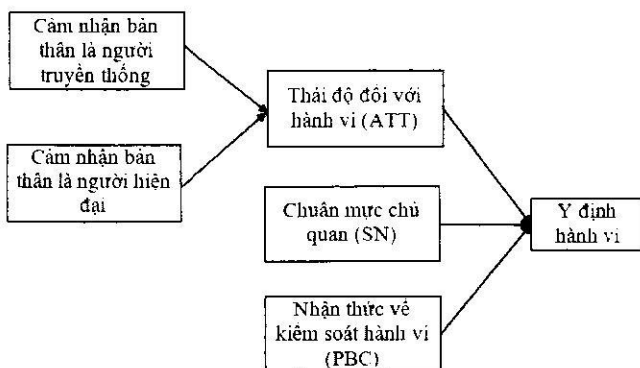 Cảm nhận bản
thân là người
truyền thống
Cảm nhận bản
thân là người hiện
đại
Thái độ đối với
hành vi (ATT)
Chuẩn mực chủ
quan (SN)
Nhận thức về
kiểm soát hành vi
(PBC)
Ý định
hành vi